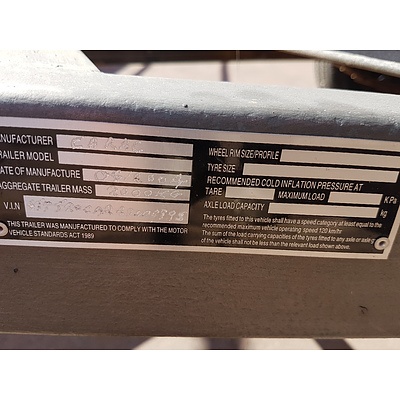 ANUFACTURER
RAILER MODEL
ATE OF MANUFACTURE
AGGREGATE TRAILER MASS
V.I.N
THIS TRAILER WAS MANUFACTURED TO COMPLY WITH THE MOTOR
VEHICLE STANDARDS ACT 1989
WHEEL RIM SIZE/PROFILE
TYRE SIZE
RECOMMENDED COLD INFLATION PRESSURE AT
TARE MAXIMUM LOAD KPa
AXLE LOAD CAPACITY kg
The tyres fitted to this vehicle shall have a speed category at least equal to the
recommended maximum vehicle operating speed 120 km/hr
The sum of the load carrying capacities of the tyres fitted to any axle or axle g
of the vehicle shall not be less than the relevant load shown above.